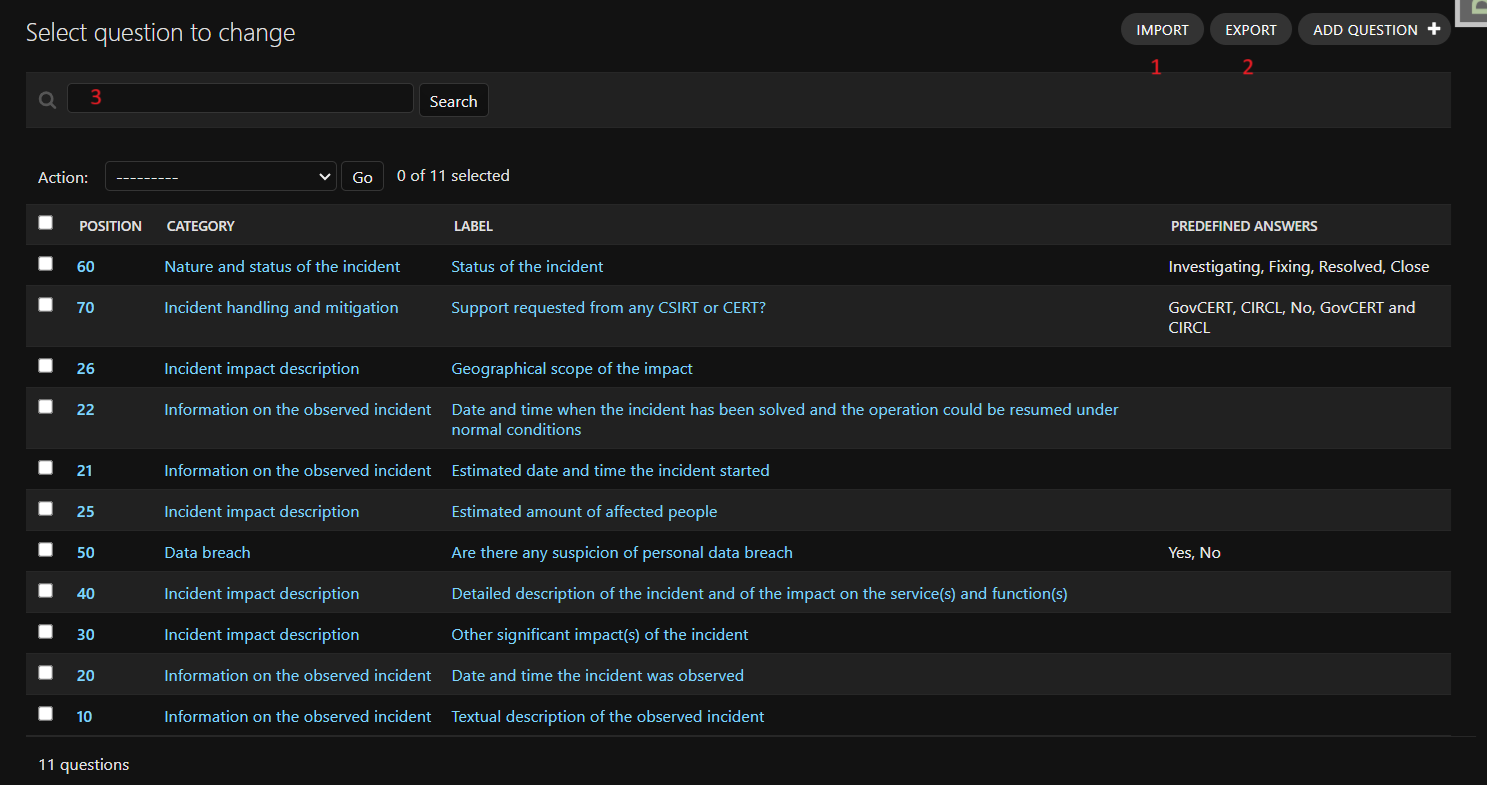 Select question to change
IMPORT
EXPORT
ADD QUESTION
1
2
3
Search
Action:
---------
Go
0 of 11 selected
POSITION CATEGORY LABEL PREDEFINED ANSWERS
60 Nature and status of the incident Status of the incident Investigating, Fixing, Resolved, Close
70 Incident handling and mitigation Support requested from any CSIRT or CERT? GovCERT, CIRCL, No, GovCERT and
CIRCL
26 Incident impact description Geographical scope of the impact
22 Information on the observed incident Date and time when the incident has been solved and the operation could be resumed under
normal conditions
21 Information on the observed incident Estimated date and time the incident started
25 Incident impact description Estimated amount of affected people
50 Data breach Are there any suspicion of personal data breach Yes, No
40 Incident impact description Detailed description of the incident and of the impact on the service(s) and function(s)
30 Incident impact description Other significant impact(s) of the incident
20 Information on the observed incident Date and time the incident was observed
10 Information on the observed incident Textual description of the observed incident
11 questions